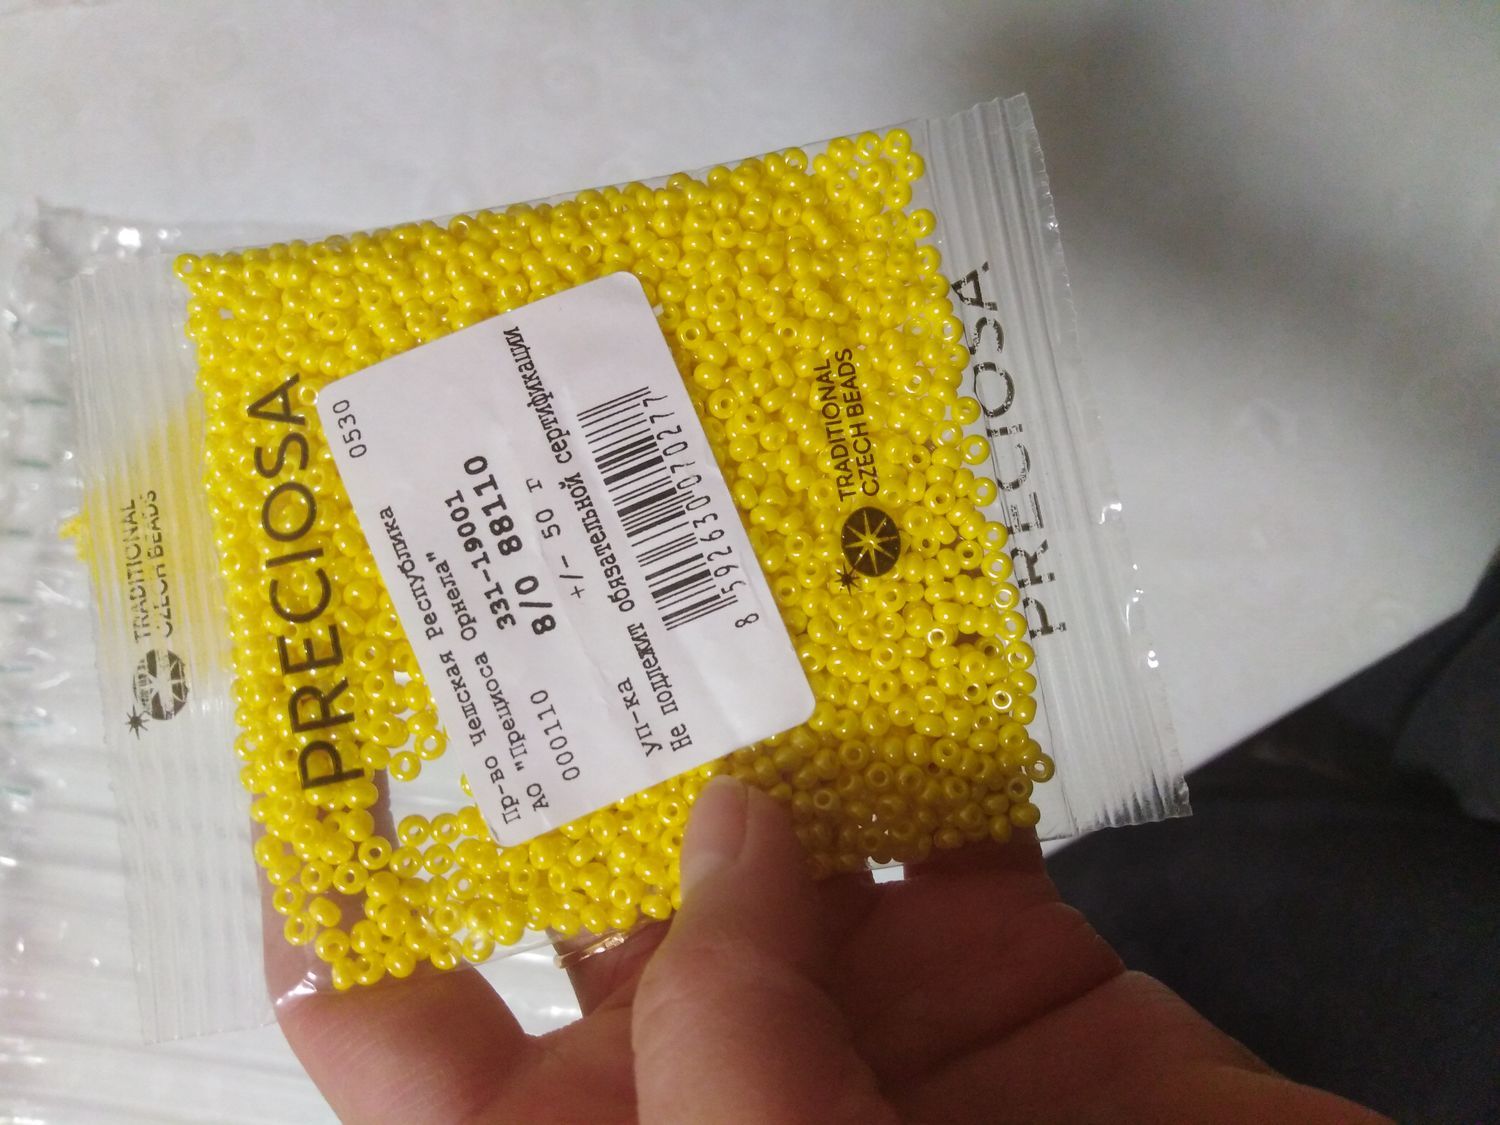 PRECIOSA
TRADITIONAL
CZECH BEADS
0530
Пр-во Чешская Республика
АО "Прециоса Орнела"
331-19001
000110 8/0 88110
+/- 50 г
УП-ка
Не подлежит обязательной сертификации
8 592630 070277
TRADITIONAL
CZECH BEADS
PRECIOSA